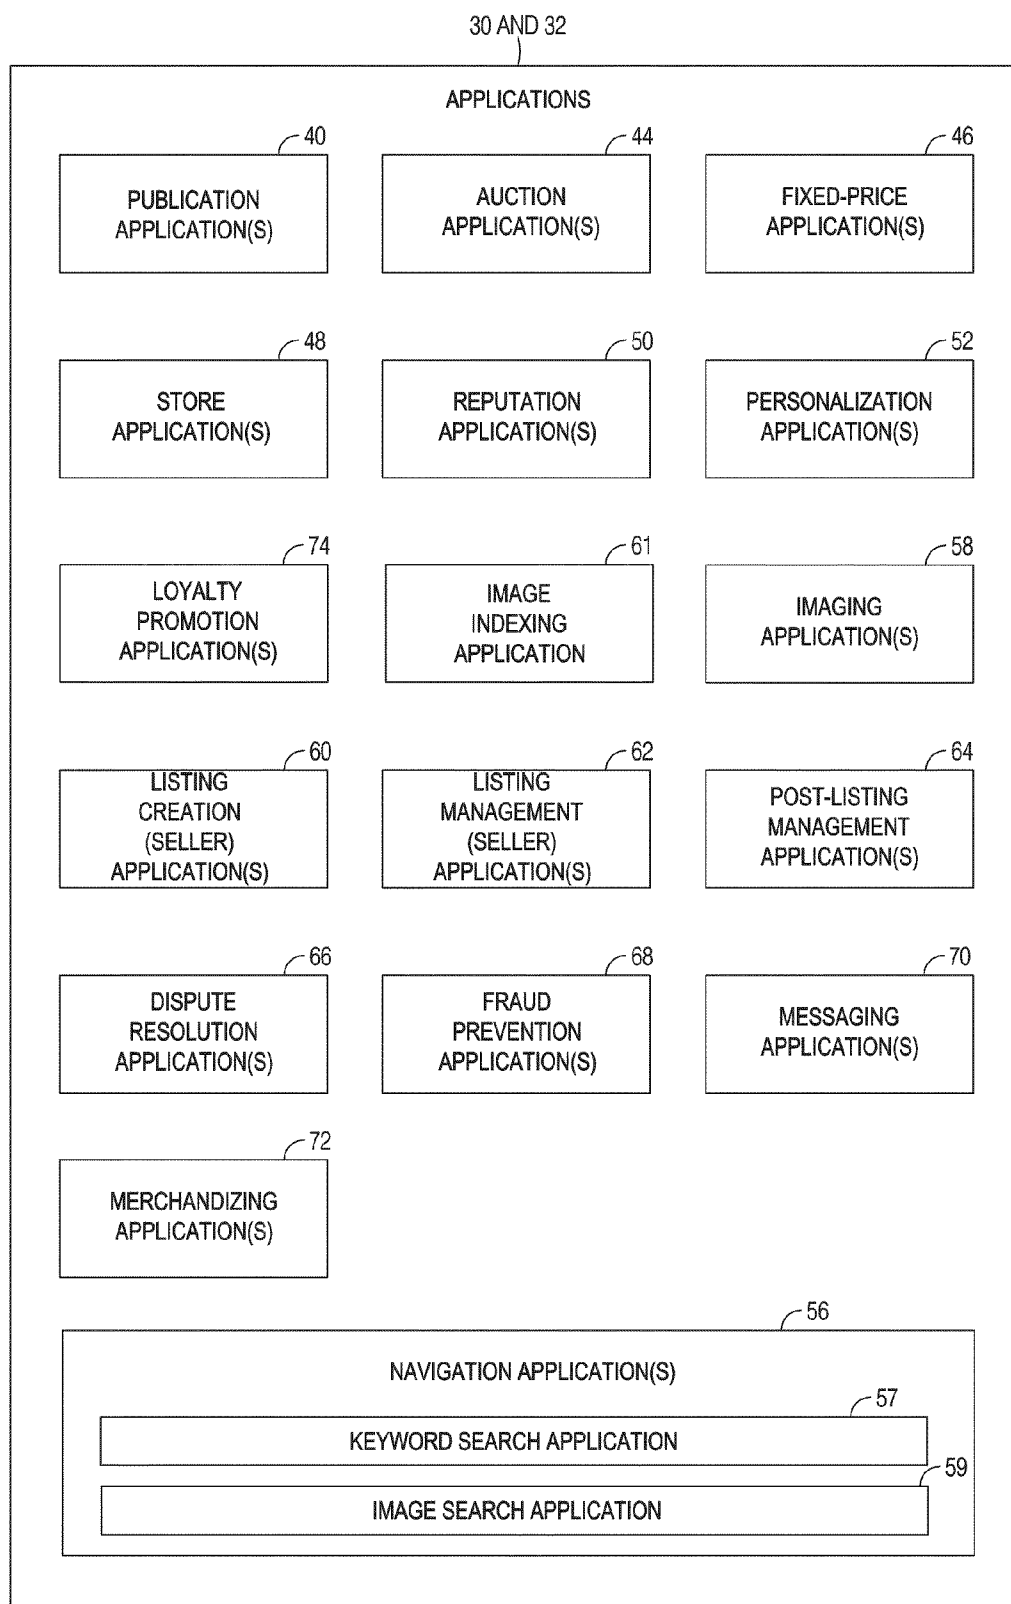 30 AND 32
APPLICATIONS
40
PUBLICATION
APPLICATION(S)
44
AUCTION
APPLICATION(S)
46
FIXED-PRICE
APPLICATION(S)
48
STORE
APPLICATION(S)
50
REPUTATION
APPLICATION(S)
52
PERSONALIZATION
APPLICATION(S)
74
LOYALTY
PROMOTION
APPLICATION(S)
61
IMAGE
INDEXING
APPLICATION
58
IMAGING
APPLICATION(S)
60
LISTING
CREATION
(SELLER)
APPLICATION(S)
62
LISTING
MANAGEMENT
(SELLER)
APPLICATION(S)
64
POST-LISTING
MANAGEMENT
APPLICATION(S)
66
DISPUTE
RESOLUTION
APPLICATION(S)
68
FRAUD
PREVENTION
APPLICATION(S)
70
MESSAGING
APPLICATION(S)
72
MERCHANDIZING
APPLICATION(S)
56
NAVIGATION APPLICATION(S)
57
KEYWORD SEARCH APPLICATION
59
IMAGE SEARCH APPLICATION